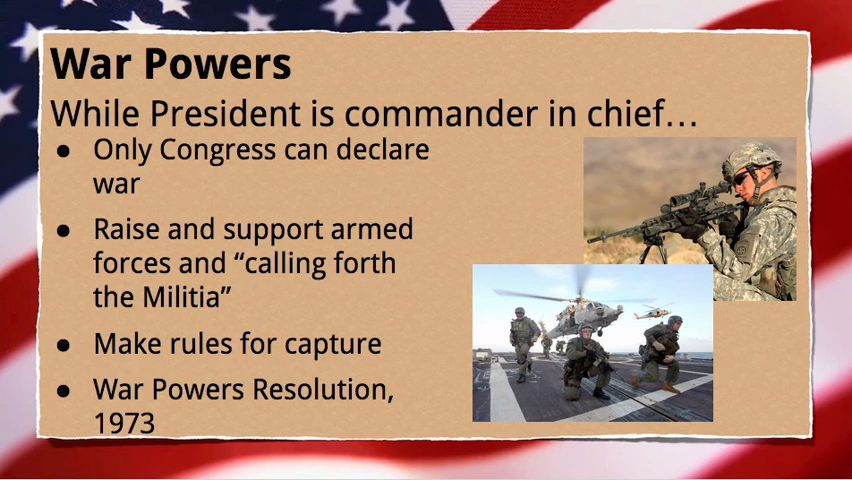 War Powers
While President is commander in chief…
● Only Congress can declare
war
● Raise and support armed
forces and “calling forth
the Militia”
● Make rules for capture
● War Powers Resolution,
1973